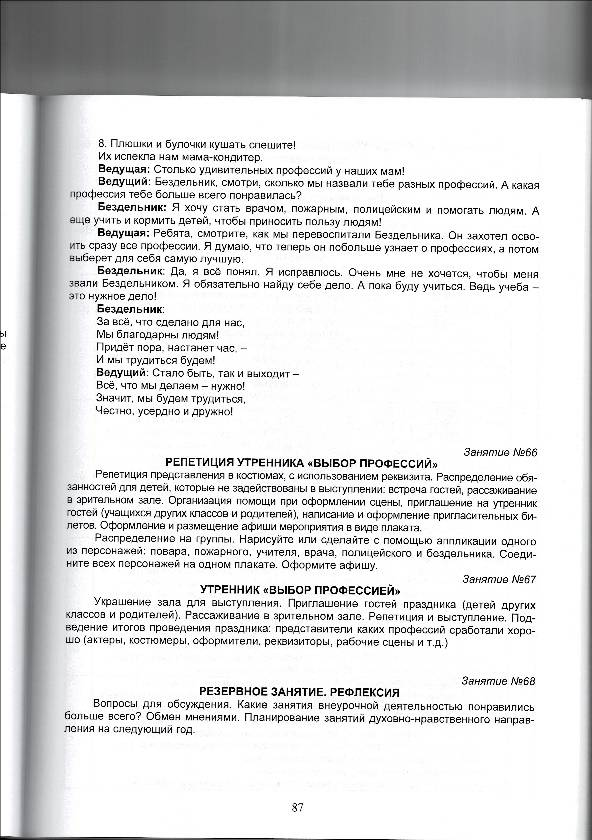 8. Плюшки и булочки кушать спешите!
Их испекла нам мама-кондитер.
Ведущая: Столько удивительных профессий у наших мам!
Ведущий: Бездельник, смотри, сколько мы назвали тебе разных профессий. А какая
профессия тебе больше всего понравилась?
Бездельник: Я хочу стать врачом, пожарным, полицейским и помогать людям. А
еще учить и кормить детей, чтобы приносить пользу людям!
Ведущая: Ребята, смотрите, как мы перевоспитали Бездельника. Он захотел осво-
ить сразу все профессии. Я думаю, что теперь он побольше узнает о профессиях, а потом
выберет для себя самую лучшую.
Бездельник: Да, я всё понял. Я исправлюсь. Очень мне не хочется, чтобы меня
звали Бездельником. Я обязательно найду себе дело. А пока буду учиться. Ведь учеба –
это нужное дело!
Бездельник:
За всё, что сделано для нас,
Мы благодарны людям!
Придёт пора, настанет час, –
И мы трудиться будем!
Ведущий: Стало быть, так и выходит –
Всё, что мы делаем – нужно!
Значит, мы будем трудиться,
Честно, усердно и дружно!
ы
е
Занятие №66
РЕПЕТИЦИЯ УТРЕННИКА «ВЫБОР ПРОФЕССИЙ»
Репетиция представления в костюмах, с использованием реквизита. Распределение обя-
занностей для детей, которые не задействованы в выступлении: встреча гостей, рассаживание
в зрительном зале. Организация помощи при оформлении сцены, приглашение на утренник
гостей (учащихся других классов и родителей), написание и оформление пригласительных би-
летов. Оформление и размещение афиши мероприятия в виде плаката.
Распределение на группы. Нарисуйте или сделайте с помощью аппликации одного
из персонажей: повара, пожарного, учителя, врача, полицейского и бездельника. Соеди-
ните всех персонажей на одном плакате. Оформите афишу.
Занятие №67
УТРЕННИК «ВЫБОР ПРОФЕССИЕЙ»
Украшение зала для выступления. Приглашение гостей праздника (детей других
классов и родителей). Рассаживание в зрительном зале. Репетиция и выступление. Под-
ведение итогов проведения праздника: представители каких профессий сработали хоро-
шо (актеры, костюмеры, оформители, реквизиторы, рабочие сцены и т.д.)
Занятие №68
РЕЗЕРВНОЕ ЗАНЯТИЕ. РЕФЛЕКСИЯ
Вопросы для обсуждения. Какие занятия внеурочной деятельностью понравились
больше всего? Обмен мнениями. Планирование занятий духовно-нравственного направ-
ления на следующий год.
87